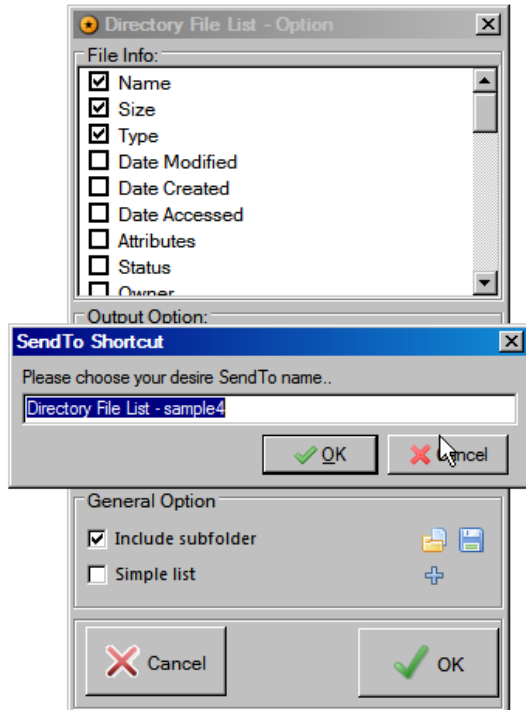 Directory File List - Option
File Info:
Name
Size
Type
Date Modified
Date Created
Date Accessed
Attributes
Status
Owner
Output Option:
SendTo Shortcut
Please choose your desire SendTo name..
Directory File List - sample4
OK
Cancel
General Option
Include subfolder
Simple list
Cancel
OK